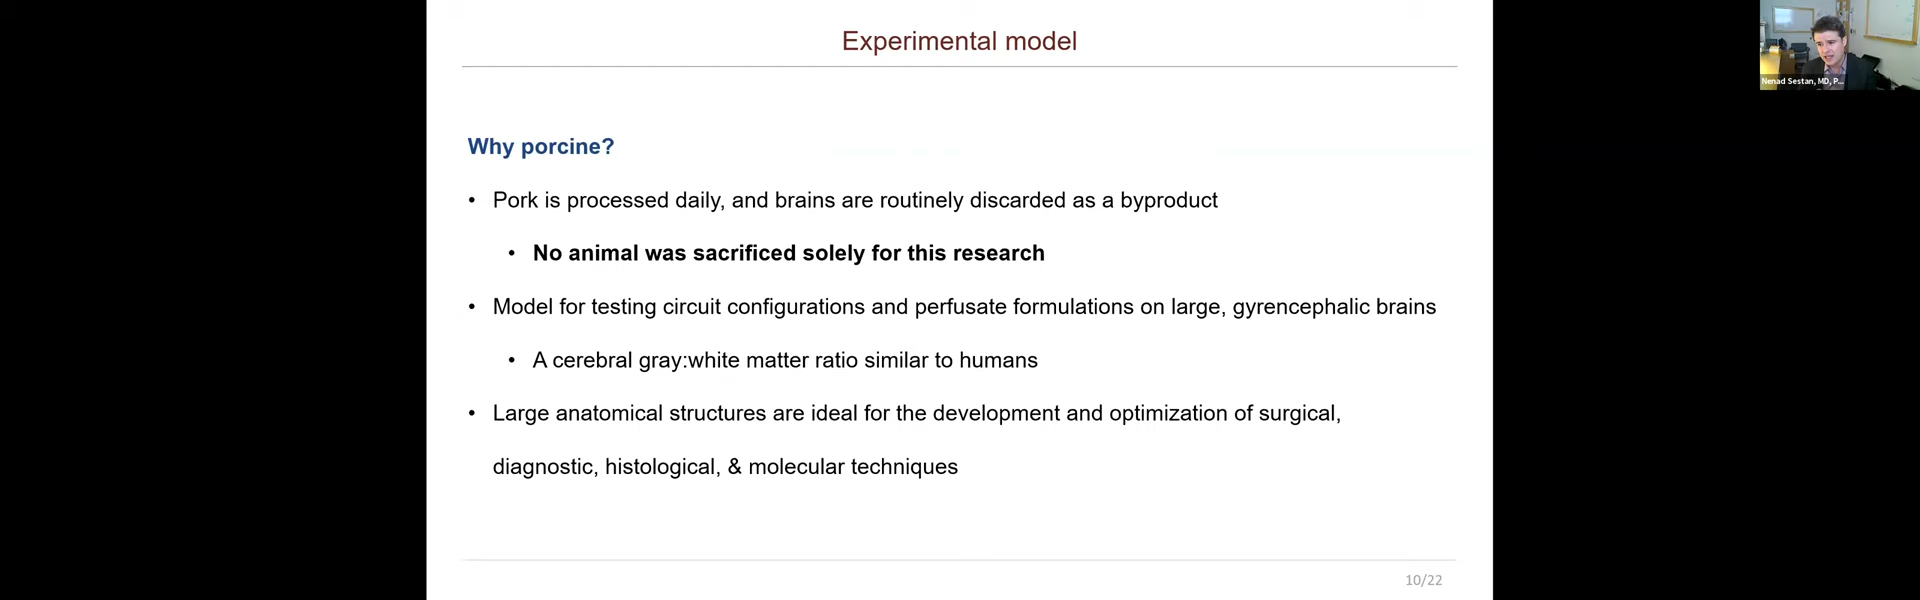 Experimental model
Nenad Sestan, MD, P...
Why porcine?
• Pork is processed daily, and brains are routinely discarded as a byproduct
• No animal was sacrificed solely for this research
• Model for testing circuit configurations and perfusate formulations on large, gyrencephalic brains
• A cerebral gray:white matter ratio similar to humans
• Large anatomical structures are ideal for the development and optimization of surgical,
diagnostic, histological, & molecular techniques
10/22